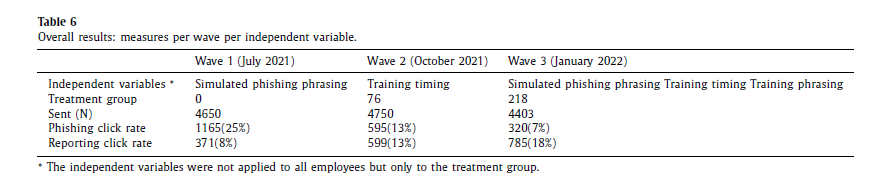 Table 6
Overall results: measures per wave per independent variable.
Wave 1 (July 2021) Wave 2 (October 2021) Wave 3 (January 2022)
Independent variables * Simulated phishing phrasing Training timing Simulated phishing phrasing Training timing Training phrasing
Treatment group 0 76 218
Sent (N) 4650 4750 4403
Phishing click rate 1165(25%) 595(13%) 320(7%)
Reporting click rate 371(8%) 599(13%) 785(18%)
* The independent variables were not applied to all employees but only to the treatment group.